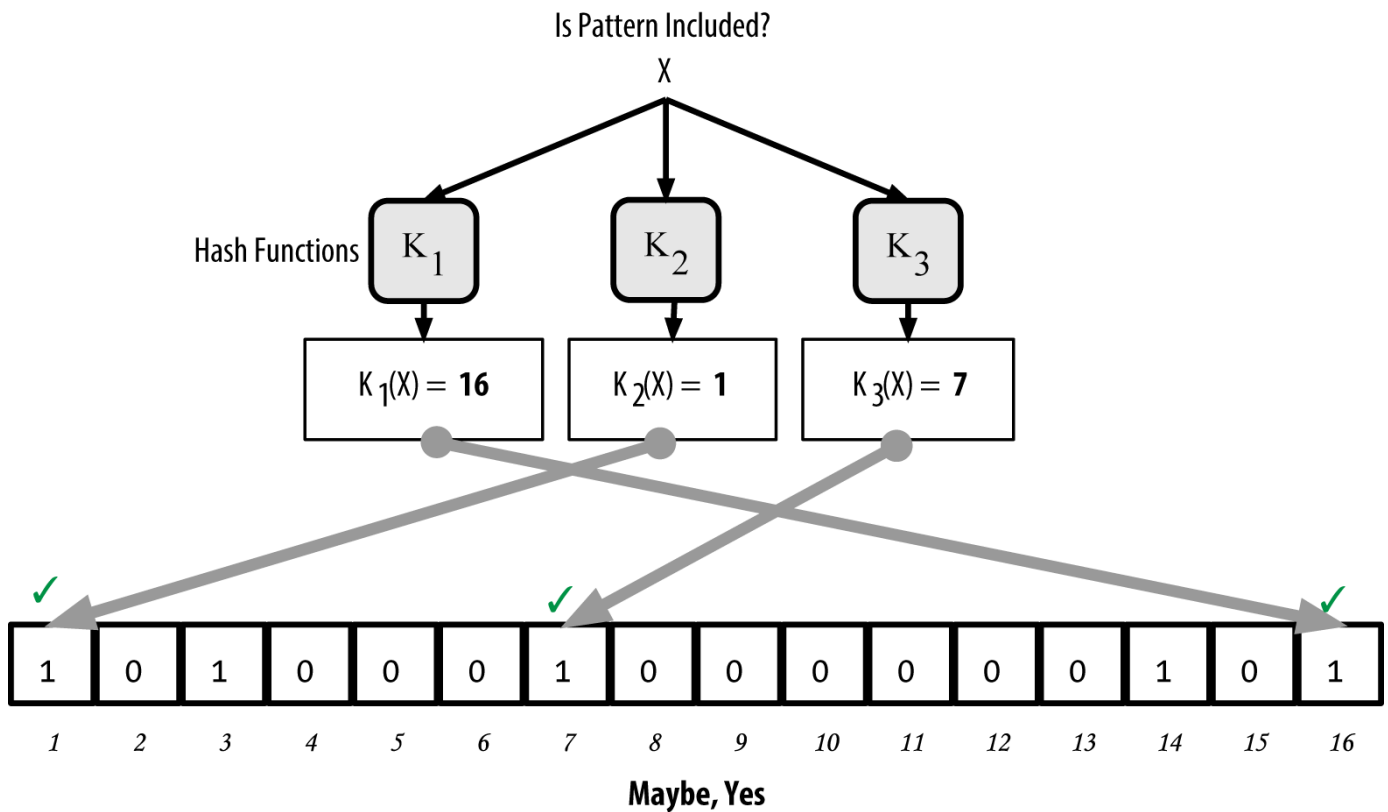 Is Pattern Included?
X
Hash Functions
K1 K2 K3
K1(X) = 16 K2(X) = 1 K3(X) = 7
✓ ✓ ✓
1 0 1 0 0 0 1 0 0 0 0 0 0 1 0 1
1 2 3 4 5 6 7 8 9 10 11 12 13 14 15 16
Maybe, Yes